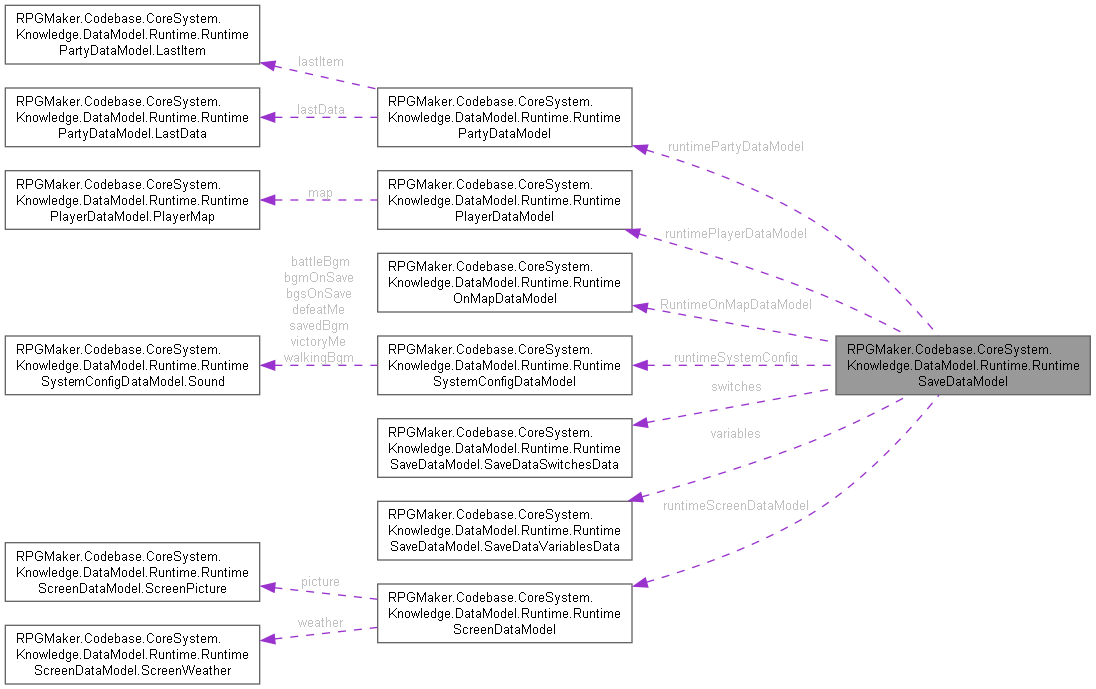 RPGMaker.Codebase.CoreSystem.
Knowledge.DataModel.Runtime.Runtime
PartyDataModel.LastItem
lastItem
RPGMaker.Codebase.CoreSystem.
Knowledge.DataModel.Runtime.Runtime
PartyDataModel.LastData
lastData
RPGMaker.Codebase.CoreSystem.
Knowledge.DataModel.Runtime.Runtime
PartyDataModel
runtimePartyDataModel
RPGMaker.Codebase.CoreSystem.
Knowledge.DataModel.Runtime.Runtime
PlayerDataModel.PlayerMap
map
RPGMaker.Codebase.CoreSystem.
Knowledge.DataModel.Runtime.Runtime
PlayerDataModel
runtimePlayerDataModel
RPGMaker.Codebase.CoreSystem.
Knowledge.DataModel.Runtime.Runtime
OnMapDataModel
RuntimeOnMapDataModel
battleBgm
bgmOnSave
bgsOnSave
defeatMe
savedBgm
victoryMe
walkingBgm
RPGMaker.Codebase.CoreSystem.
Knowledge.DataModel.Runtime.Runtime
SystemConfigDataModel.Sound
RPGMaker.Codebase.CoreSystem.
Knowledge.DataModel.Runtime.Runtime
SystemConfigDataModel
runtimeSystemConfig
RPGMaker.Codebase.CoreSystem.
Knowledge.DataModel.Runtime.Runtime
SaveDataModel
switches
RPGMaker.Codebase.CoreSystem.
Knowledge.DataModel.Runtime.Runtime
SaveDataModel.SaveDataSwitchesData
variables
RPGMaker.Codebase.CoreSystem.
Knowledge.DataModel.Runtime.Runtime
SaveDataModel.SaveDataVariablesData
runtimeScreenDataModel
RPGMaker.Codebase.CoreSystem.
Knowledge.DataModel.Runtime.Runtime
ScreenDataModel.ScreenPicture
picture
RPGMaker.Codebase.CoreSystem.
Knowledge.DataModel.Runtime.Runtime
ScreenDataModel
weather
RPGMaker.Codebase.CoreSystem.
Knowledge.DataModel.Runtime.Runtime
ScreenDataModel.ScreenWeather